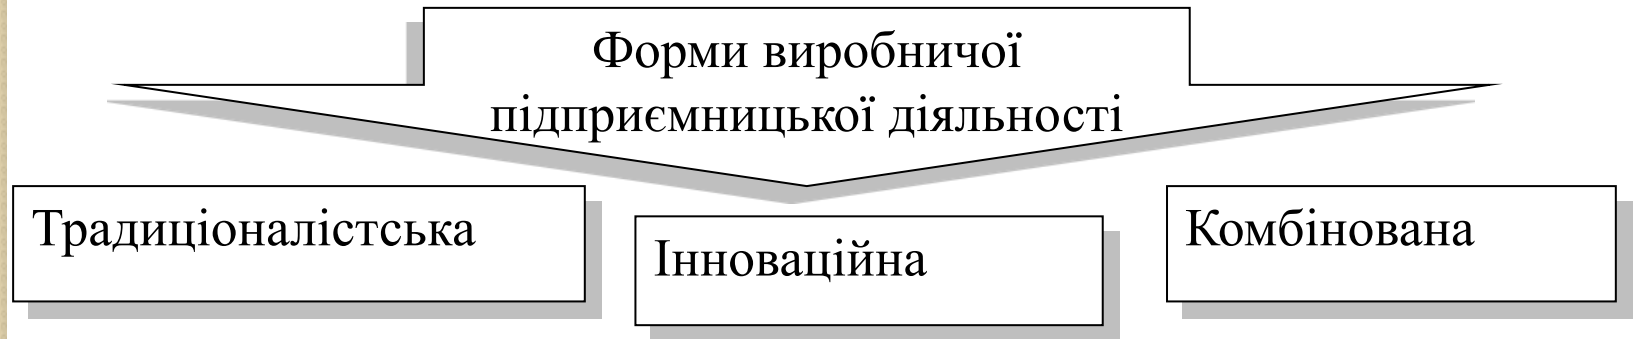 Форми виробничої
підприємницької діяльності
Традиціоналістська
Інноваційна
Комбінована